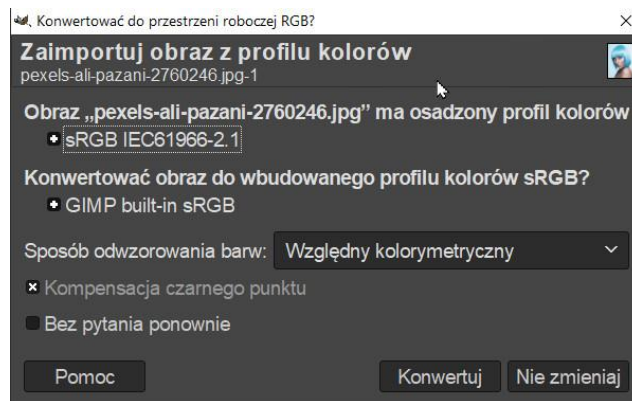 Konwertować do przestrzeni roboczej RGB?
Zaimportuj obraz z profilu kolorów
pexels-ali-pazani-2760246.jpg-1
Obraz „pexels-ali-pazani-2760246.jpg” ma osadzony profil kolorów
sRGB IEC61966-2.1
Konwertować obraz do wbudowanego profilu kolorów sRGB?
GIMP built-in sRGB
Sposób odwzorowania barw: Względny kolorymetryczny
Kompensacja czarnego punktu
Bez pytania ponownie
Pomoc Konwertuj Nie zmieniaj